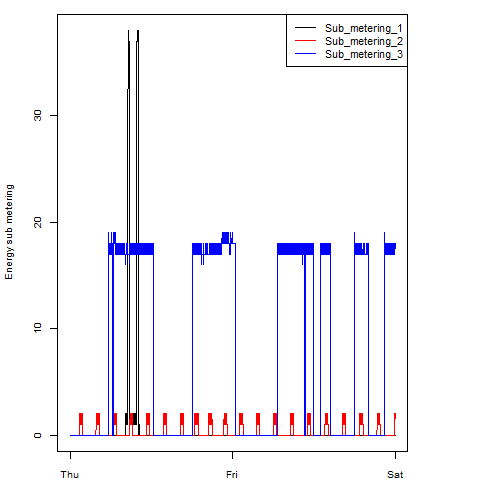 Sub_metering_1
Sub_metering_2
Sub_metering_3
Energy sub metering
30
20
10
0
Thu
Fri
Sat